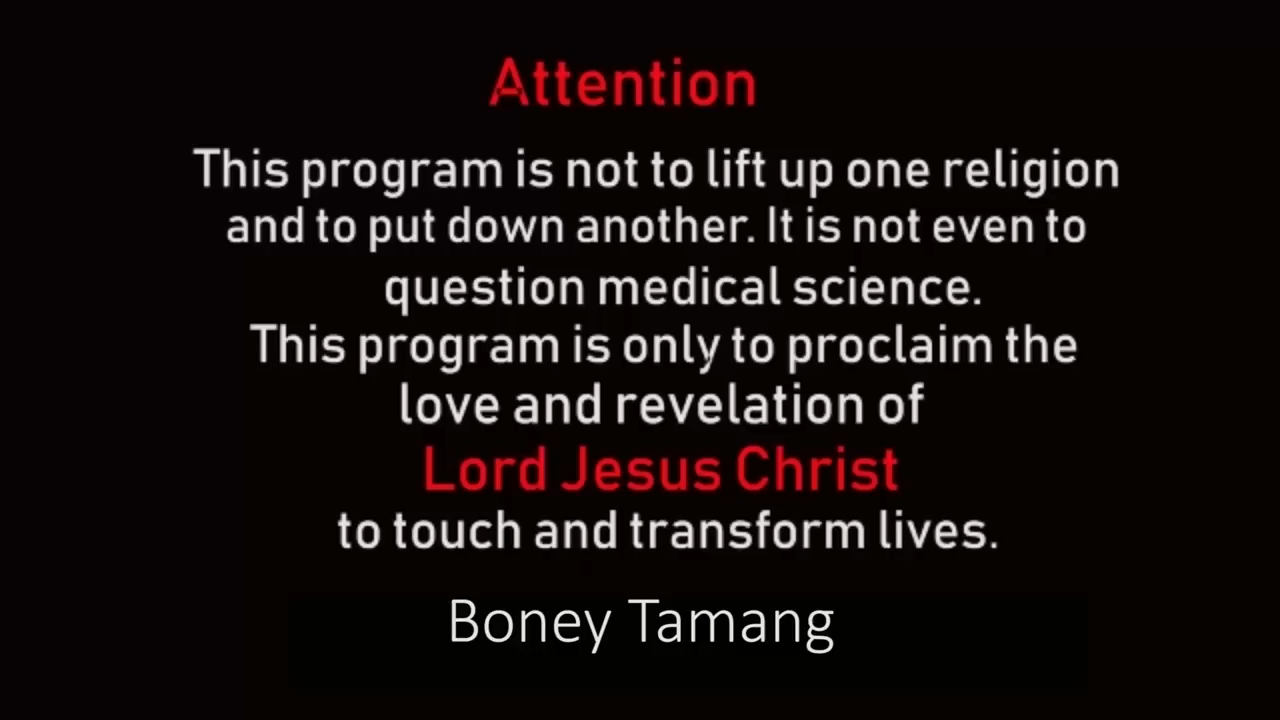 Attention
This program is not to lift up one religion
and to put down another. It is not even to
question medical science.
This program is only to proclaim the
love and revelation of
Lord Jesus Christ
to touch and transform lives.
Boney Tamang